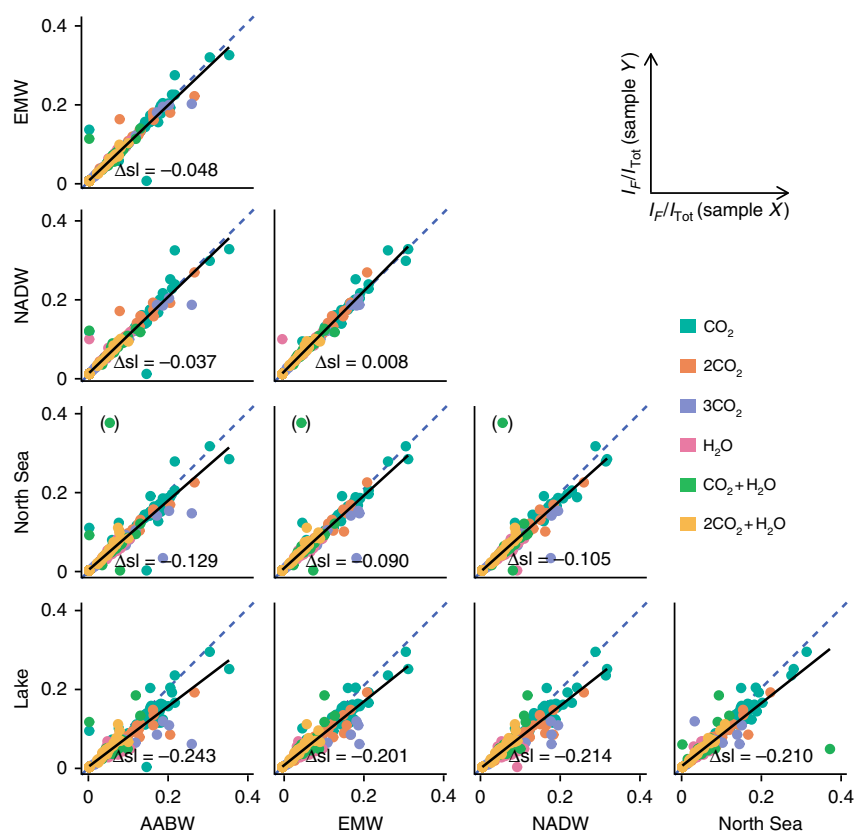 0.4
0.2
0
EMW
Δsl = –0.048
I_F/I_Tot (sample Y)
I_F/I_Tot (sample X)
0.4
0.2
0
NADW
Δsl = –0.037
Δsl = 0.008
CO₂
2CO₂
3CO₂
H₂O
CO₂ + H₂O
2CO₂ + H₂O
0.4
0.2
0
North Sea
( )
( )
( )
Δsl = –0.129
Δsl = –0.090
Δsl = –0.105
0.4
0.2
0
Lake
Δsl = –0.243
Δsl = –0.201
Δsl = –0.214
Δsl = –0.210
0 0.2 0.4
0 0.2 0.4
0 0.2 0.4
0 0.2 0.4
AABW
EMW
NADW
North Sea